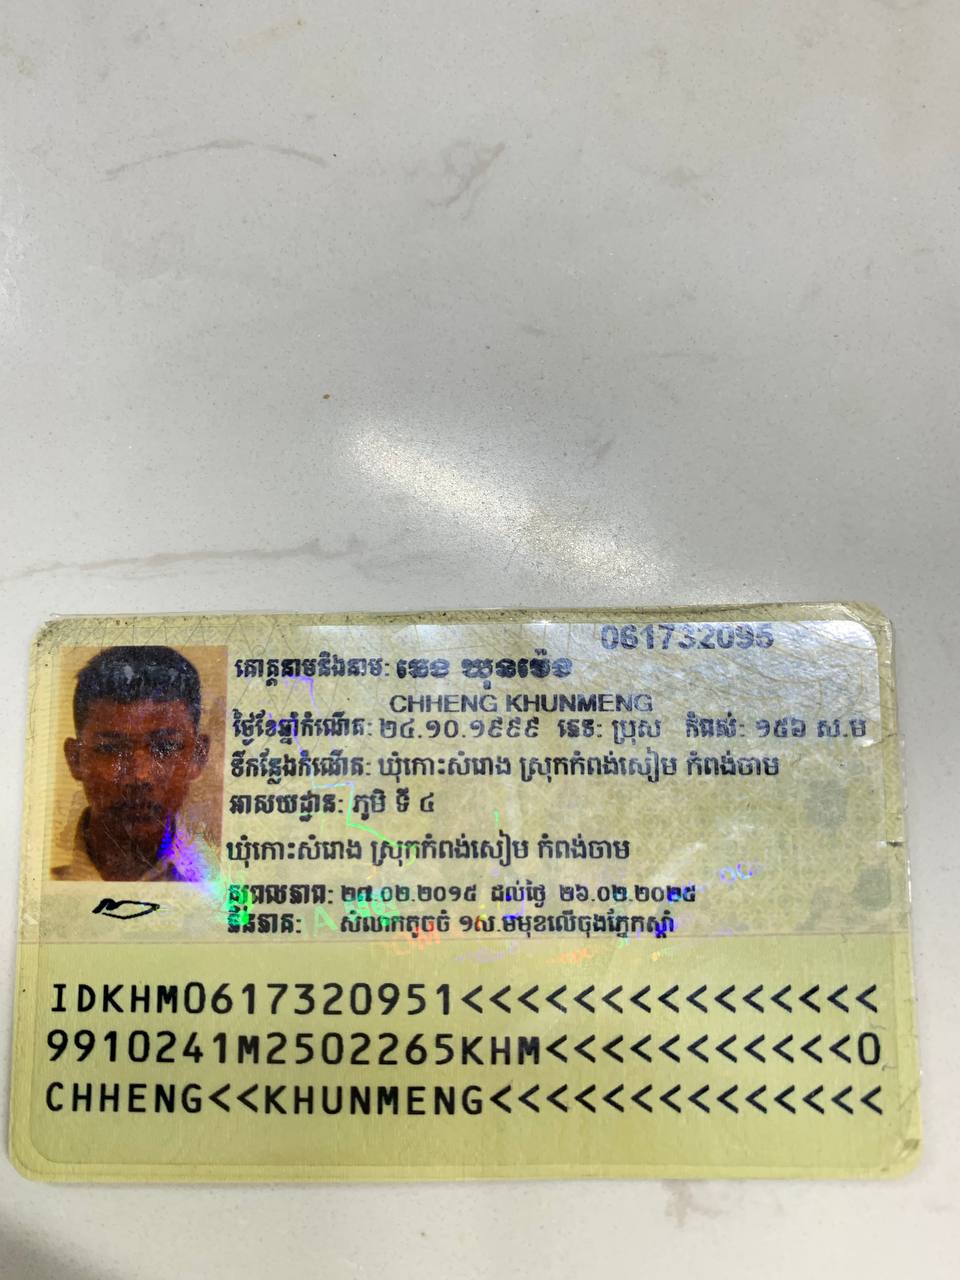 061732095
គោត្តនាមនិងនាម: ឆេង ឃុនម៉េង
CHHENG KHUNMENG
ថ្ងៃខែឆ្នាំកំណើត: ២៤.១០.១៩៩៩ ភេទ: ប្រុស កំពស់: ១៥៦ ស.ម
ទីកន្លែងកំណើត: ឃុំកោះសំរោង ស្រុកកំពង់សៀម កំពង់ចាម
អាសយដ្ឋាន: ភូមិ ទី ៤
ឃុំកោះសំរោង ស្រុកកំពង់សៀម កំពង់ចាម
សុពលភាព: ២៧.០២.២០១៥ ដល់ថ្ងៃ ២៦.០២.២០២៥
ភិនភាគ: សំលាកតូចចំ ១ស.មមុខលើចុងភ្នែកស្តាំ
IDKHM0617320951<<<<<<<<<<<<<<<
9910241M2502265KHM<<<<<<<<<<<0
CHHENG<<KHUNMENG<<<<<<<<<<<<<<